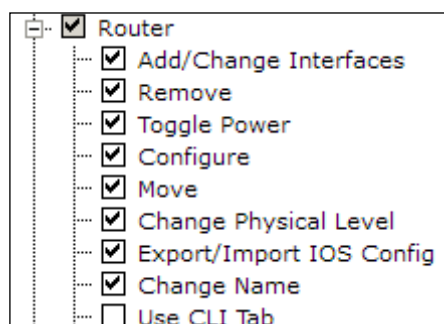 Router
Add/Change Interfaces
Remove
Toggle Power
Configure
Move
Change Physical Level
Export/Import IOS Config
Change Name
Use CLI Tab